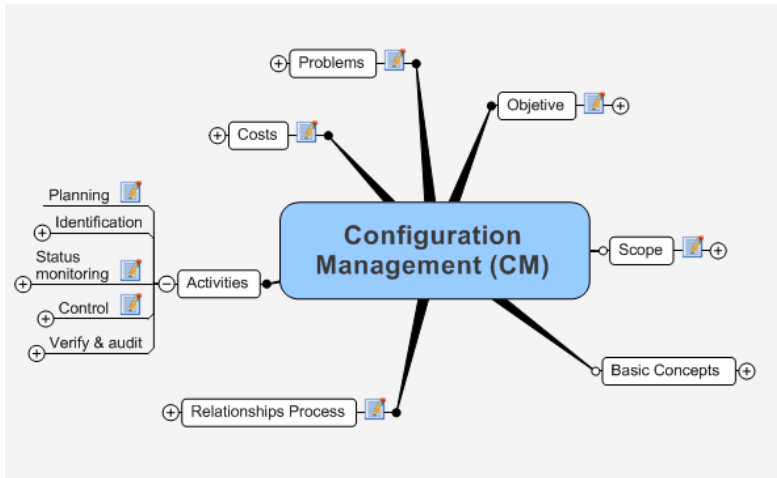 Problems
Objetive
Costs
Planning
Identification
Status
monitoring
Control
Verify & audit
Activities
Configuration
Management (CM)
Scope
Basic Concepts
Relationships Process